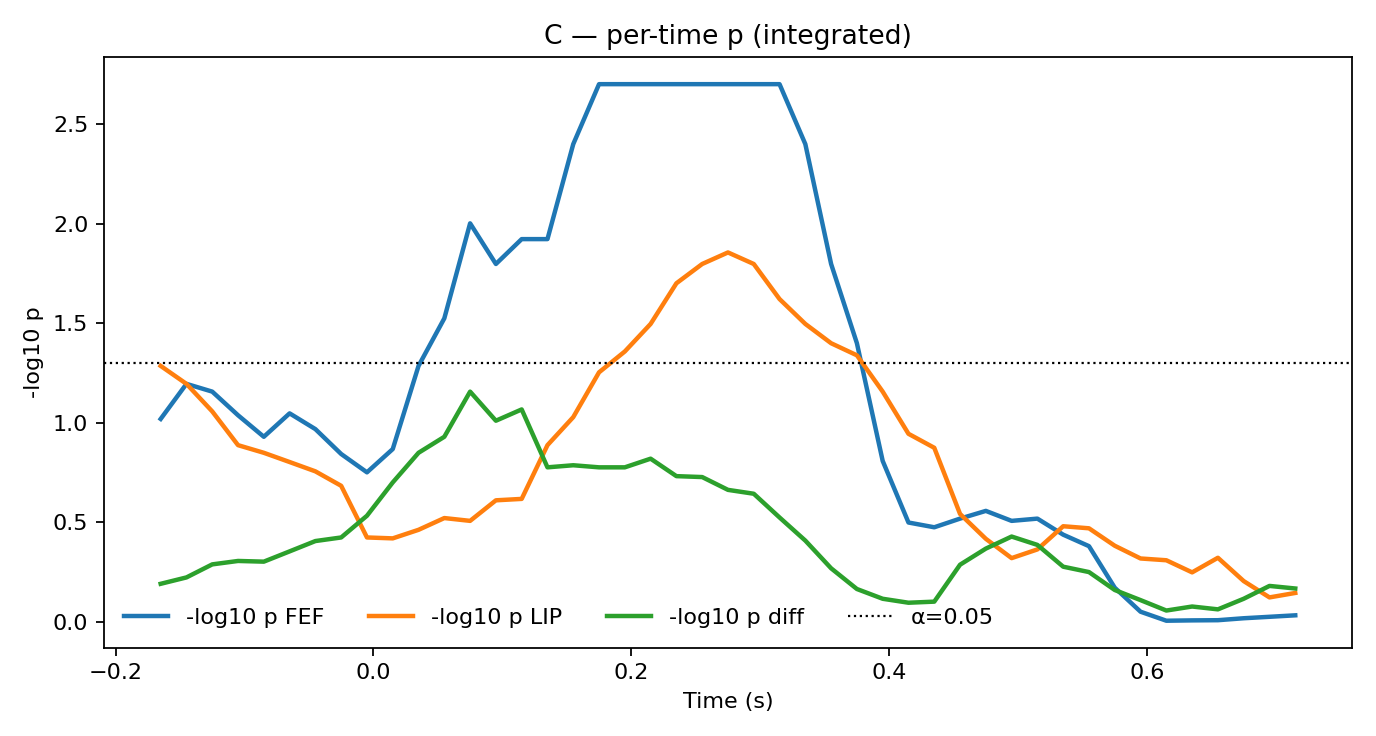 C — per-time p (integrated)
-log10 p
2.5
2.0
1.5
1.0
0.5
0.0
-log10 p FEF -log10 p LIP -log10 p diff α=0.05
−0.2 0.0 0.2 0.4 0.6
Time (s)